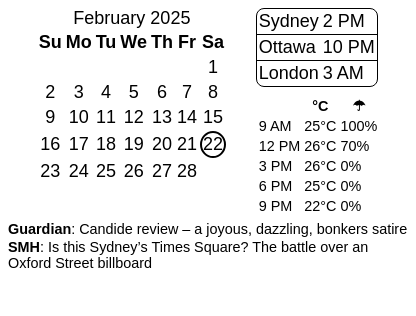 February 2025
Su Mo Tu We Th Fr Sa
1
2 3 4 5 6 7 8
9 10 11 12 13 14 15
16 17 18 19 20 21 22
23 24 25 26 27 28
Sydney 2 PM
Ottawa 10 PM
London 3 AM
°C ☂
9 AM 25°C 100%
12 PM 26°C 70%
3 PM 26°C 0%
6 PM 25°C 0%
9 PM 22°C 0%
Guardian: Candide review – a joyous, dazzling, bonkers satire
SMH: Is this Sydney’s Times Square? The battle over an
Oxford Street billboard